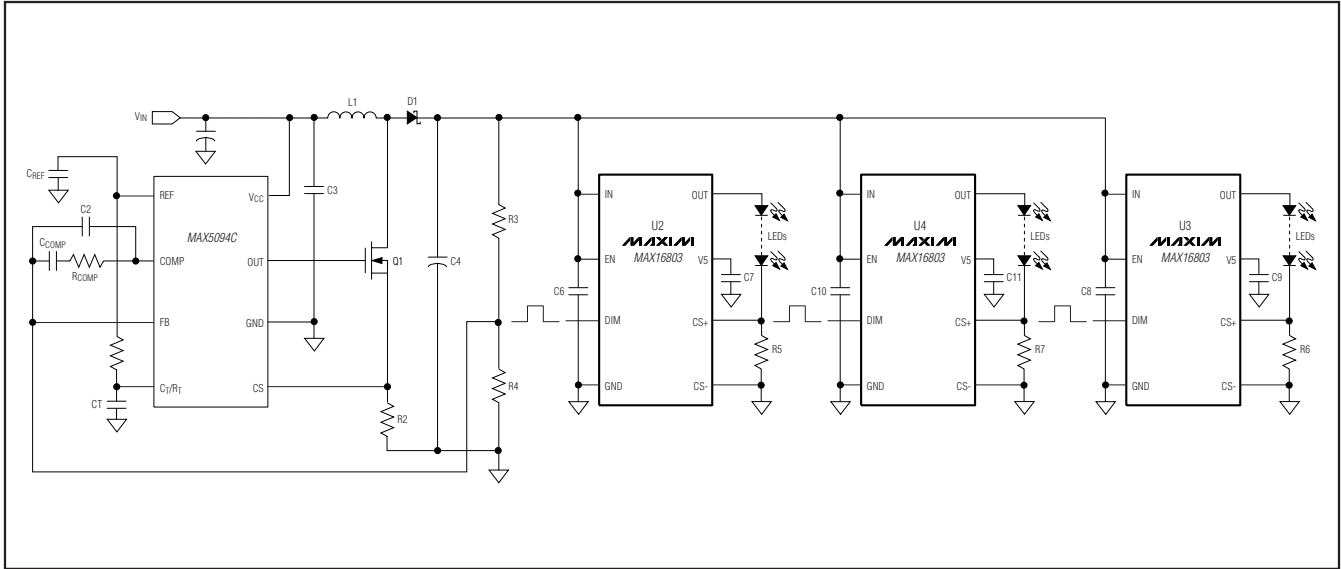 VIN
L1
D1
CREF
C2
CCOMP
RCOMP
REF
VCC
MAX5094C
COMP
OUT
FB
GND
CT/RT
CS
CT
C3
Q1
R2
C4
R3
R4
C6
IN
OUT
U2
MAXIM
MAX16803
EN
V5
DIM
CS+
GND
CS-
LEDs
C7
R5
C10
IN
OUT
U4
MAXIM
MAX16803
EN
V5
DIM
CS+
GND
CS-
LEDs
C11
R7
C8
IN
OUT
U3
MAXIM
MAX16803
EN
V5
DIM
CS+
GND
CS-
LEDs
C9
R6